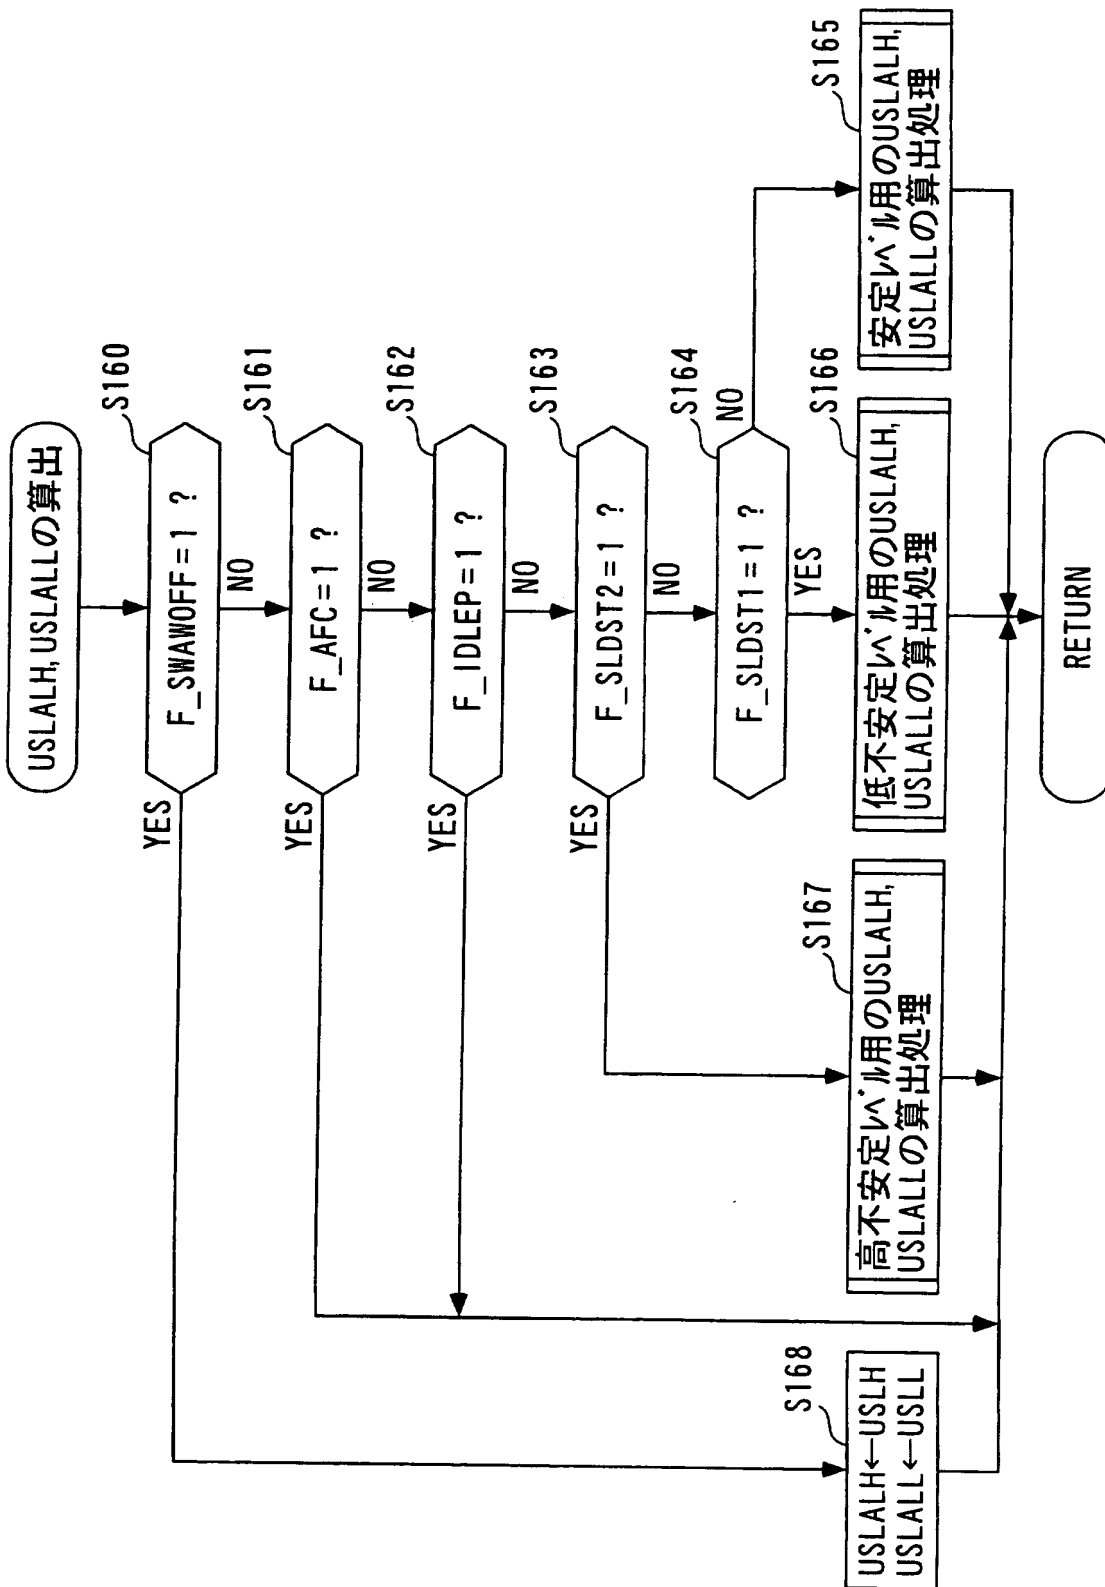 USLALH,USLALLの算出
S160
F_SWAWOFF=1 ?
YES
NO
S161
F_AFC=1 ?
YES
NO
S162
F_IDLEP=1 ?
YES
NO
S163
F_SLDST2=1 ?
YES
NO
S164
F_SLDST1=1 ?
NO
YES
S168
USLALH←USLH
USLALL←USLL
S167
高不安定レベル用のUSLALH,
USLALLの算出処理
S166
低不安定レベル用のUSLALH,
USLALLの算出処理
S165
安定レベル用のUSLALH,
USLALLの算出処理
RETURN